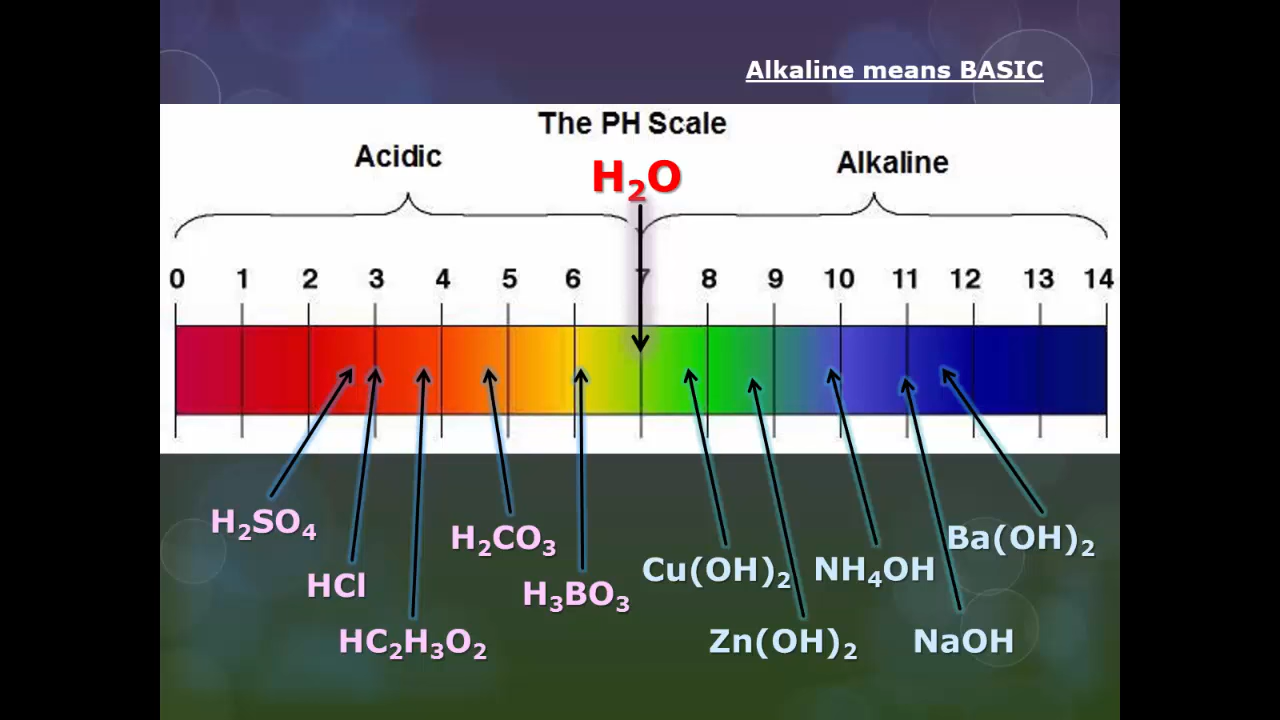 Alkaline means BASIC
The PH Scale
Acidic
H₂O
Alkaline
0 1 2 3 4 5 6 7 8 9 10 11 12 13 14
H₂SO₄
H₂CO₃
Ba(OH)₂
HCl
H₃BO₃
Cu(OH)₂
NH₄OH
HC₂H₃O₂
Zn(OH)₂
NaOH